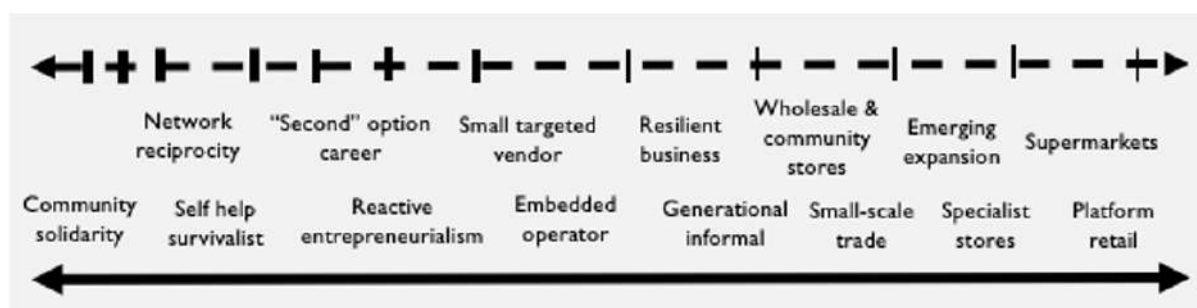 Network
reciprocity
"Second" option
career
Small targeted
vendor
Resilient
business
Wholesale &
community
stores
Emerging
expansion
Supermarkets
Community
solidarity
Self help
survivalist
Reactive
entrepreneurialism
Embedded
operator
Generational
informal
Small-scale
trade
Specialist
stores
Platform
retail